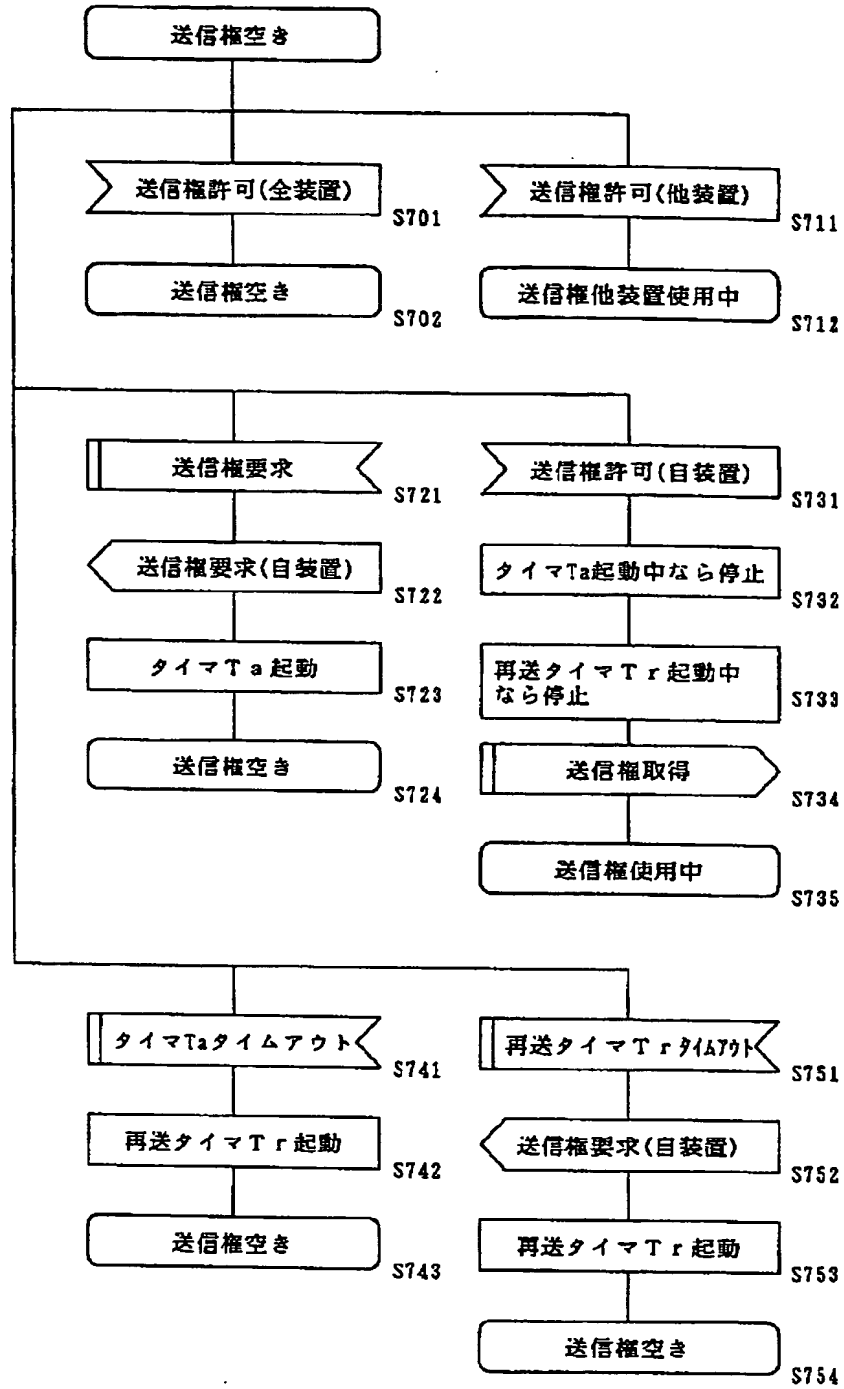 送信権空き
送信権許可(全装置)
S701
送信権空き
S702
送信権許可(他装置)
S711
送信権他装置使用中
S712
送信権要求
S721
送信権要求(自装置)
S722
タイマTa起動
S723
送信権空き
S724
送信権許可(自装置)
S731
タイマTa起動中なら停止
S732
再送タイマTr起動中
なら停止
S733
送信権取得
S734
送信権使用中
S735
タイマTaタイムアウト
S741
再送タイマTr起動
S742
送信権空き
S743
再送タイマTrタイムアウト
S751
送信権要求(自装置)
S752
再送タイマTr起動
S753
送信権空き
S754